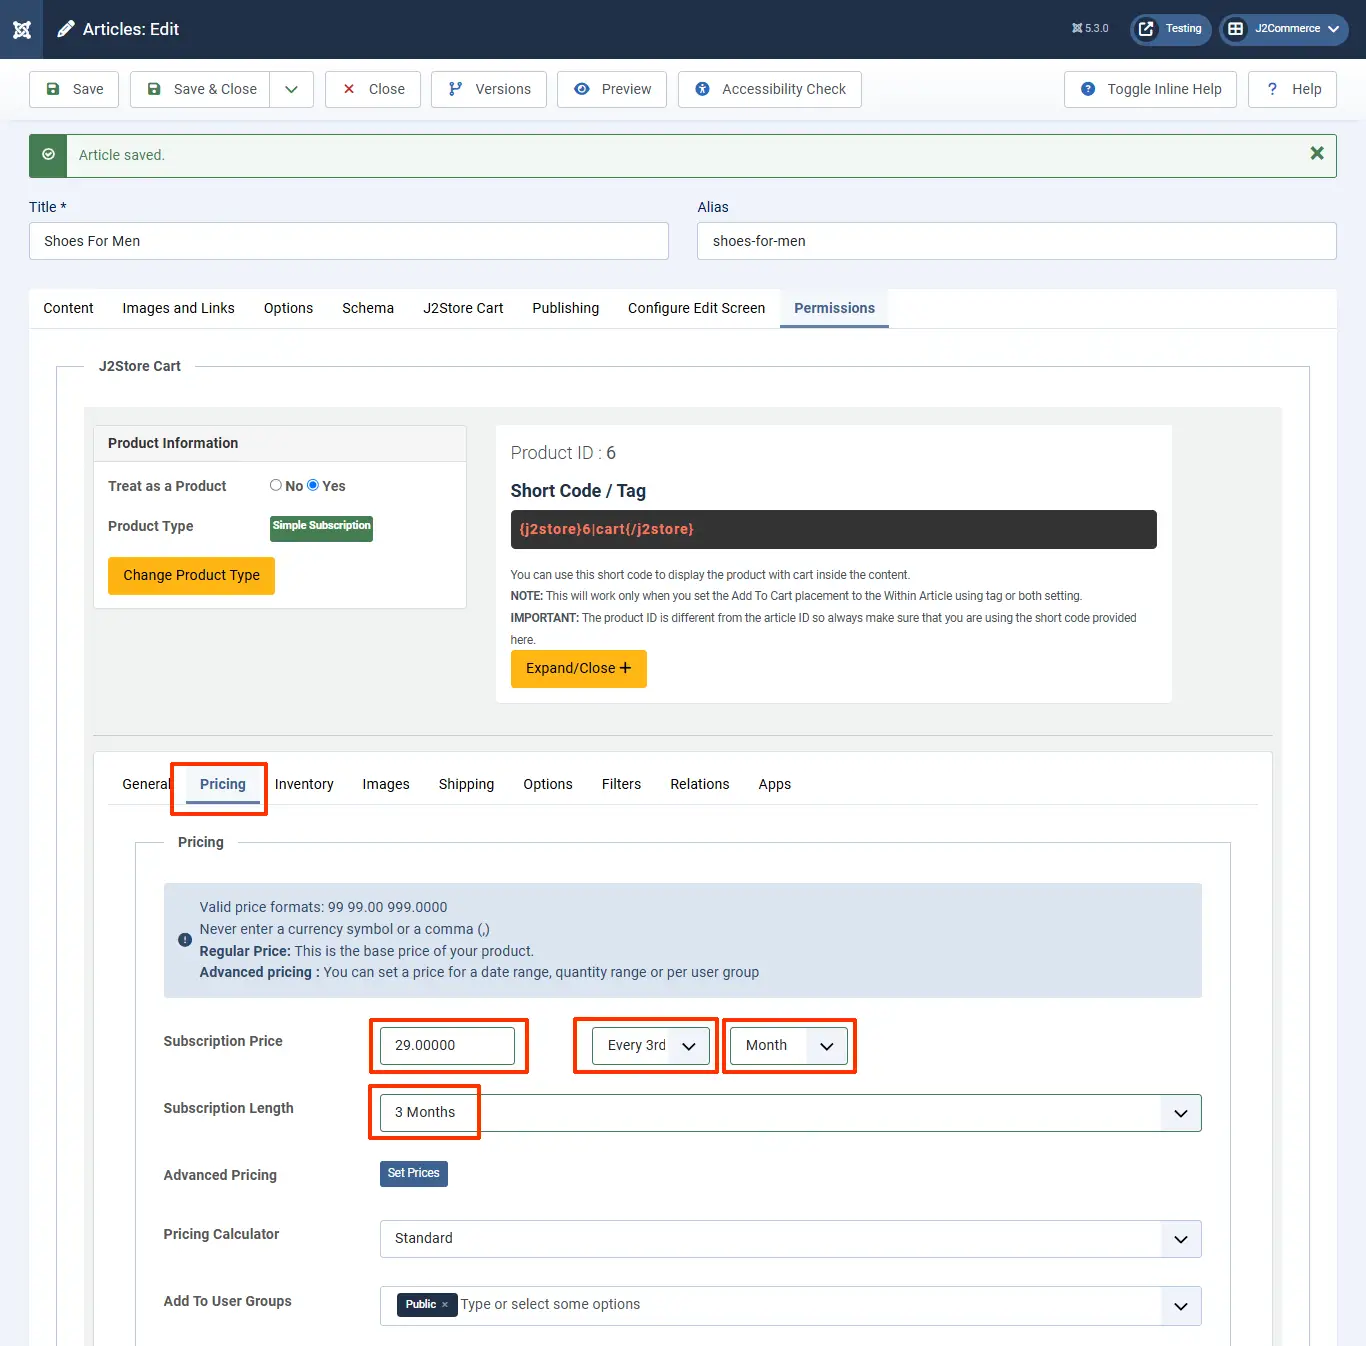 Articles: Edit
5.3.0
Testing
J2Commerce
Save
Save & Close
Close
Versions
Preview
Accessibility Check
Toggle Inline Help
? Help
Article saved.
Title *
Alias
Shoes For Men
shoes-for-men
Content
Images and Links
Options
Schema
J2Store Cart
Publishing
Configure Edit Screen
Permissions
J2Store Cart
Product Information
Treat as a Product
No
Yes
Product Type
Simple Subscription
Change Product Type
Product ID : 6
Short Code / Tag
{j2store}6|cart{/j2store}
You can use this short code to display the product with cart inside the content.
NOTE: This will work only when you set the Add To Cart placement to the Within Article using tag or both setting.
IMPORTANT: The product ID is different from the article ID so always make sure that you are using the short code provided
here.
Expand/Close +
General
Pricing
Inventory
Images
Shipping
Options
Filters
Relations
Apps
Pricing
Valid price formats: 99 99.00 999.0000
Never enter a currency symbol or a comma (,)
Regular Price: This is the base price of your product.
Advanced pricing : You can set a price for a date range, quantity range or per user group
Subscription Price
29.00000
Every 3rd
Month
Subscription Length
3 Months
Advanced Pricing
Set Prices
Pricing Calculator
Standard
Add To User Groups
Public ×
Type or select some options